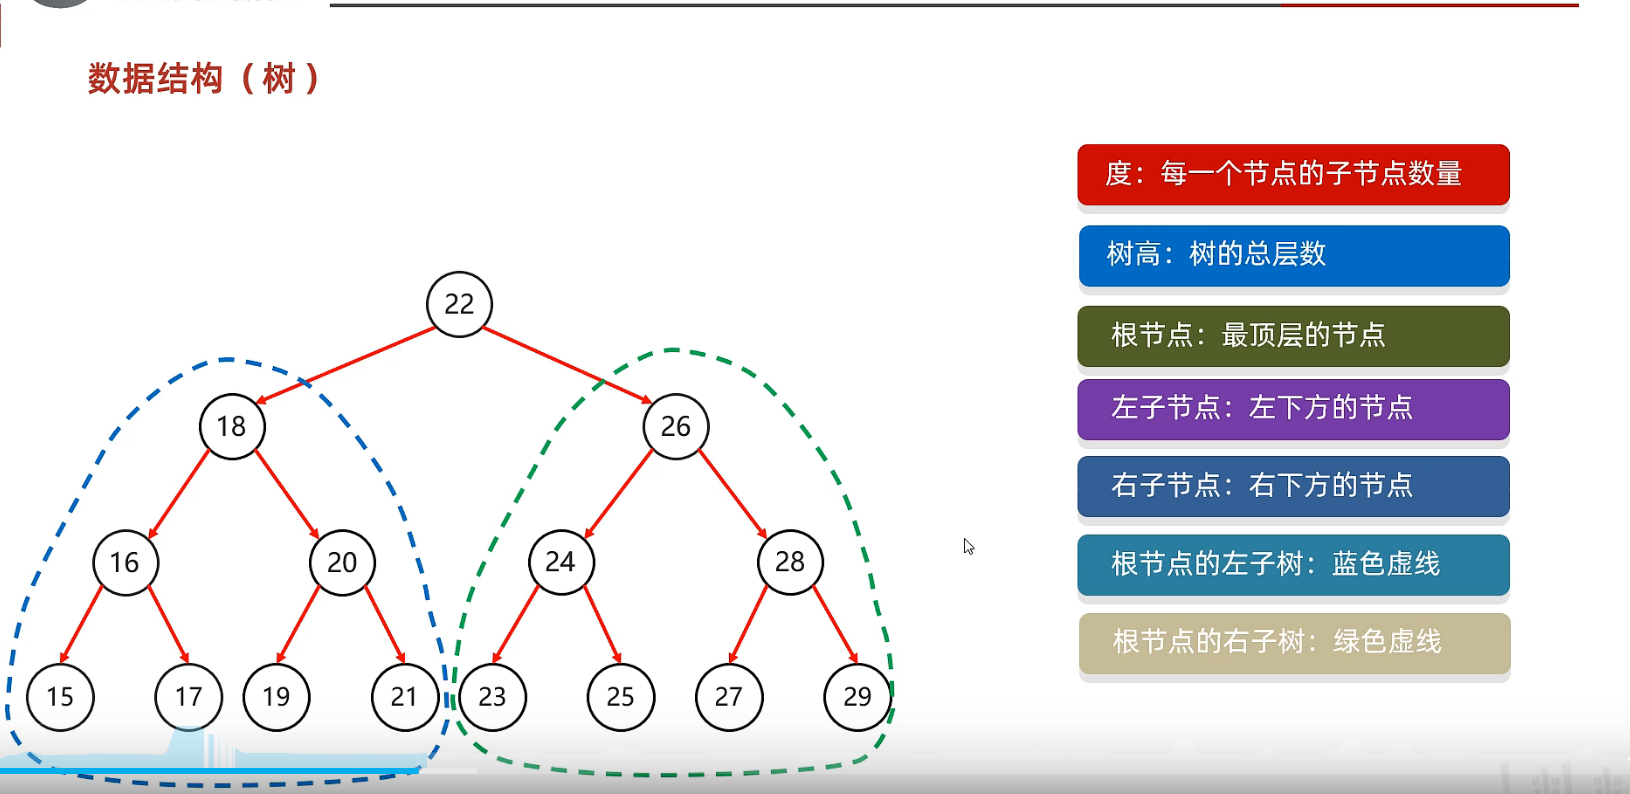 数据结构（树）
度：每一个节点的子节点数量
树高：树的总层数
根节点：最顶层的节点
左子节点：左下方的节点
右子节点：右下方的节点
根节点的左子树：蓝色虚线
根节点的右子树：绿色虚线
22
18
26
16
20
24
28
15
17
19
21
23
25
27
29